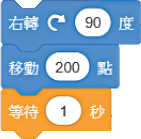 右轉 90 度
移動 200 點
等待 1 秒